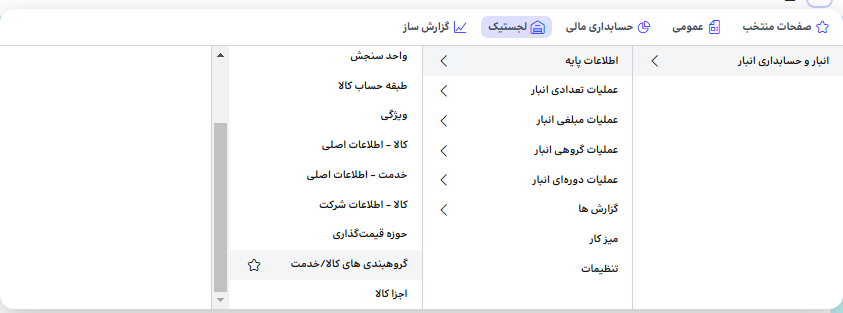 صفحات منتخب
عمومی
حسابداری مالی
لجستیک
گزارش ساز
انبار و حسابداری انبار
اطلاعات پایه
عملیات تعدادی انبار
عملیات مبلغی انبار
عملیات گروهی انبار
عملیات دوره‌ای انبار
گزارش ها
میز کار
تنظیمات
واحد سنجش
طبقه حساب کالا
ویژگی
کالا - اطلاعات اصلی
خدمت - اطلاعات اصلی
کالا - اطلاعات شرکت
حوزه قیمت‌گذاری
گروهبندی های کالا/خدمت
اجزا کالا